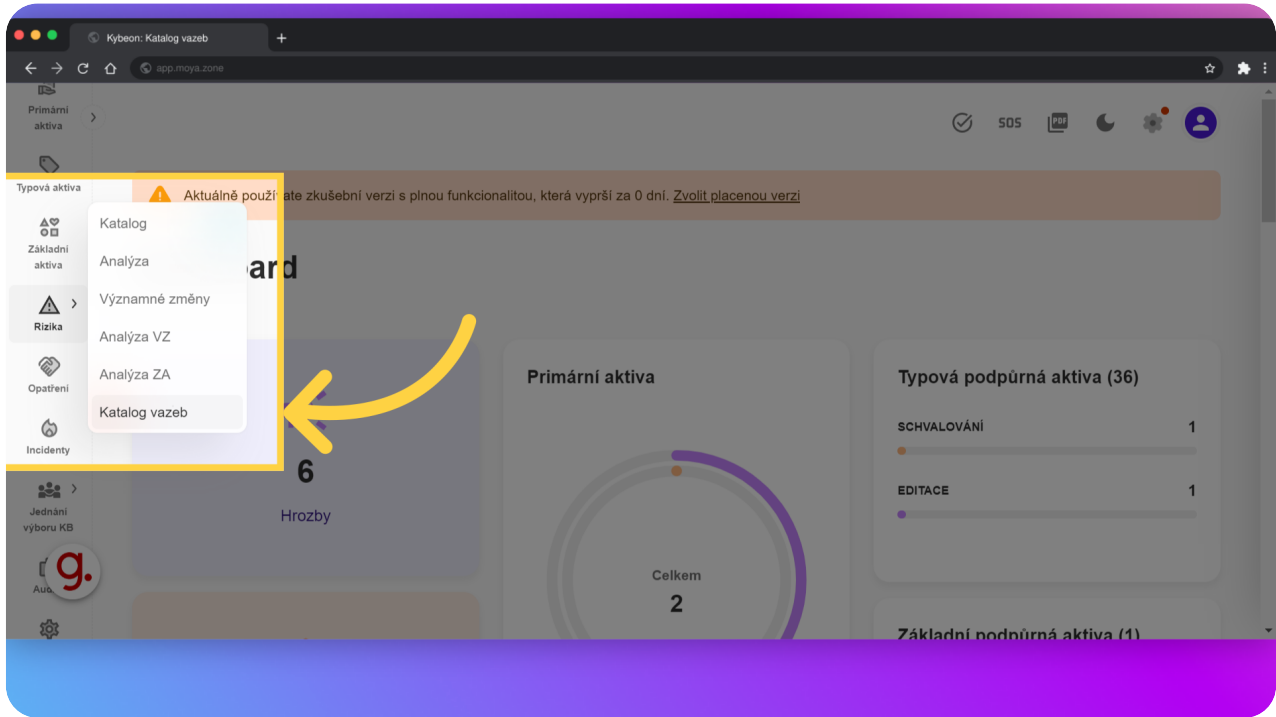 Kybeon: Katalog vazeb
app.moya.zone
Primární
aktiva
SOS
PDF
Typová aktiva
Aktuálně použí ate zkušební verzi s plnou funkcionalitou, která vyprší za 0 dní. Zvolit placenou verzi
Katalog
Základní
aktiva
Analýza
ard
Významné změny
Rizika
Analýza VZ
Analýza ZA
Opatření
Katalog vazeb
Incidenty
6
Hrozby
Jednání
výboru KB
g.
Primární aktiva
Celkem
2
Typová podpůrná aktiva (36)
SCHVALOVÁNÍ 1
EDITACE 1
Základní podpůrná aktiva (1)